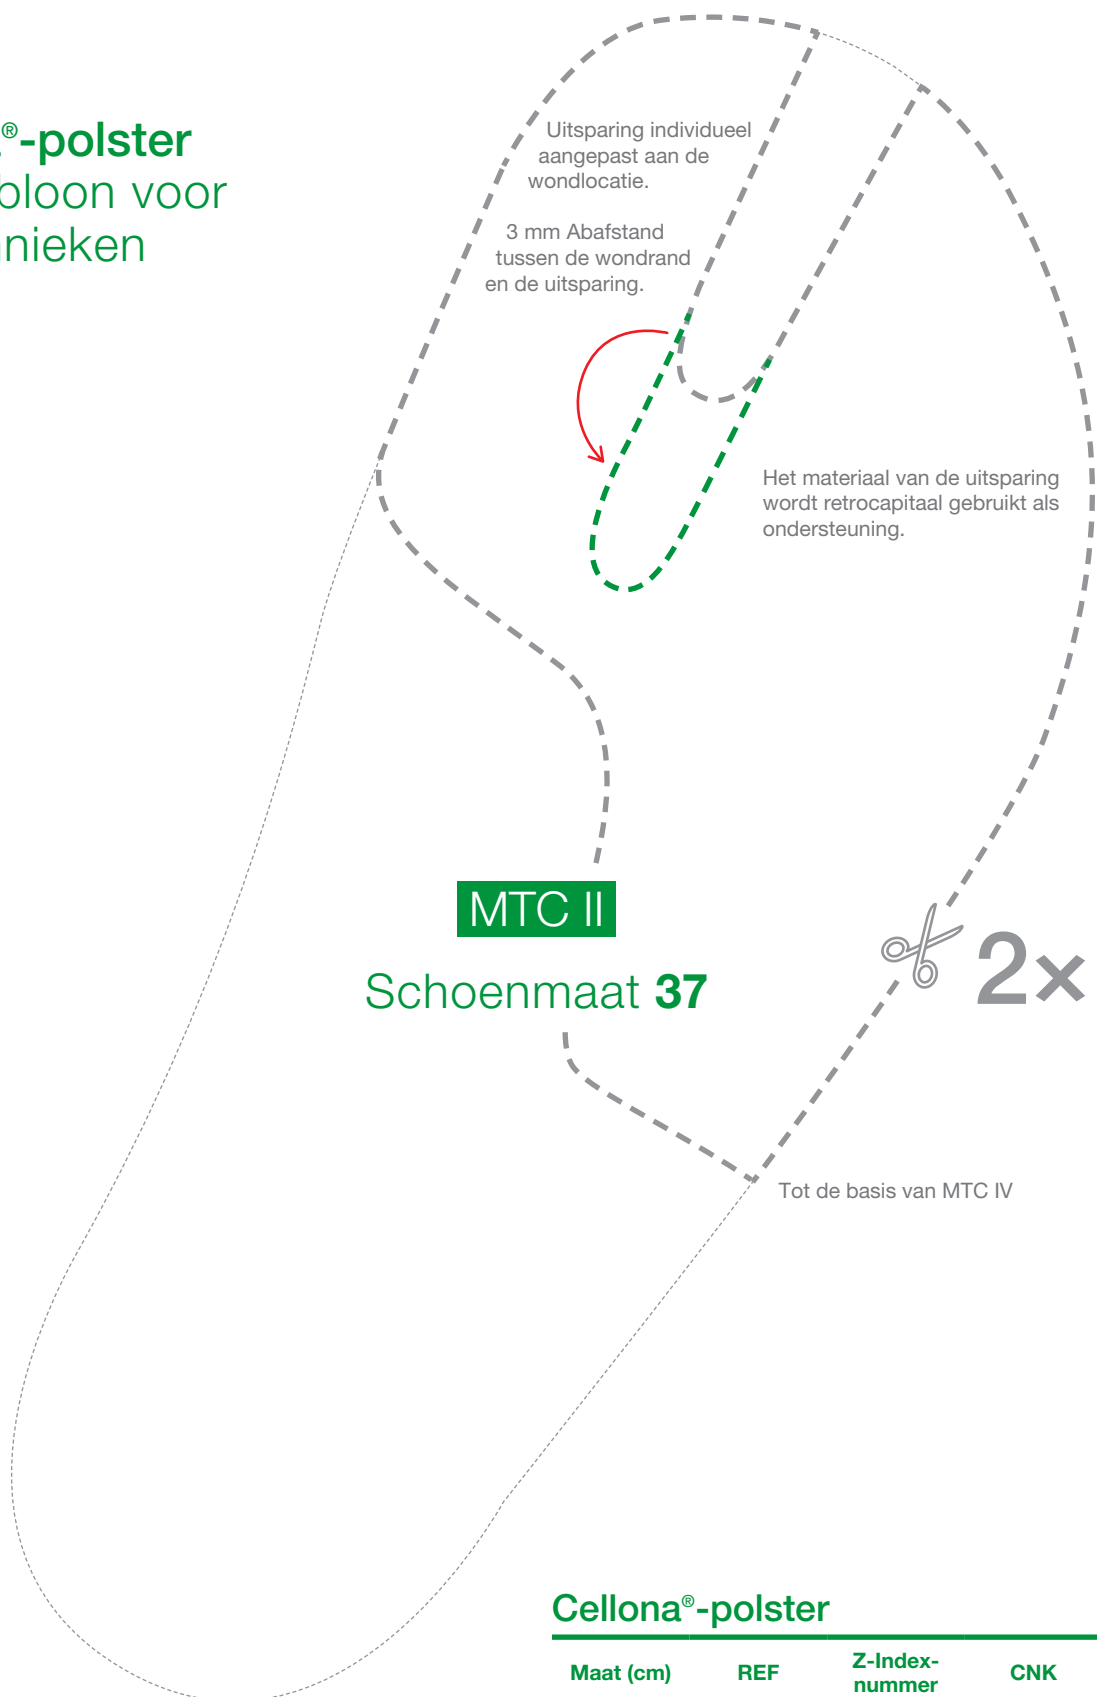 ®-polster
bloon voor
nieken
Uitsparing individueel
aangepast aan de
wondlocatie.
3 mm Abafstand
tussen de wondrand
en de uitsparing.
Het materiaal van de uitsparing
wordt retrocapitaal gebruikt als
ondersteuning.
MTC II
Schoenmaat 37
2x
Tot de basis van MTC IV
Cellona®-polster
Maat (cm) REF Z-Index-nummer CNK